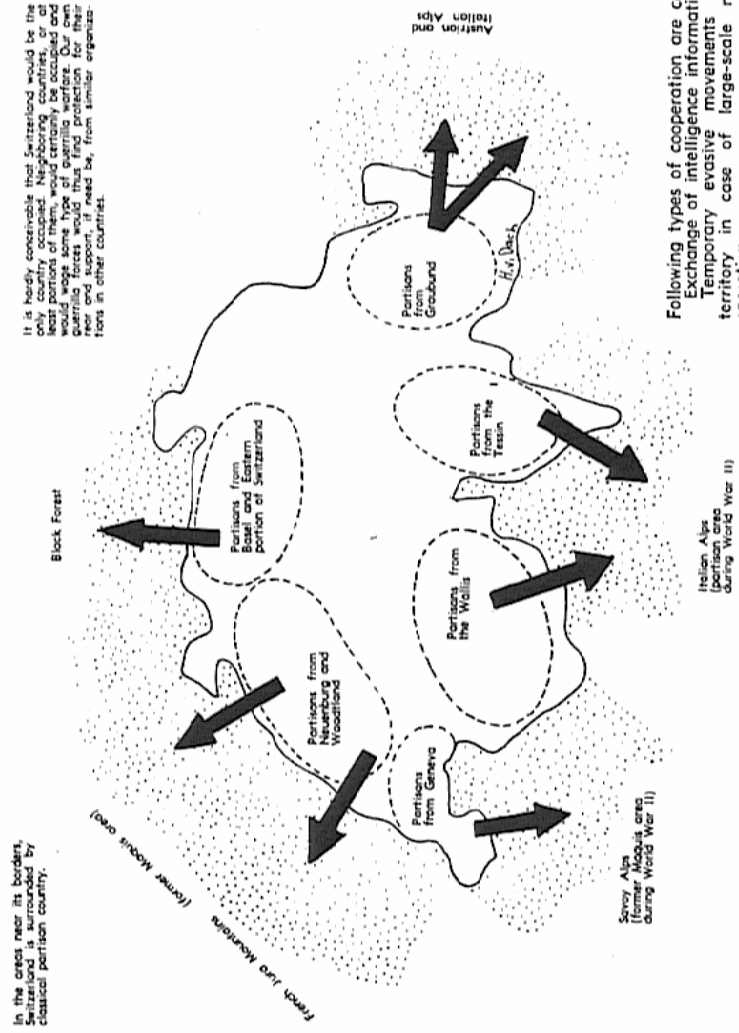 In the areas near its borders,
Switzerland is surrounded by
classical partisan country.
It is hardly conceivable that Switzerland would be the
only country occupied. Neighboring countries, or at
least portions of them, would certainly be occupied and
would wage some type of guerrilla warfare. Our own
guerrilla forces would thus find protection for their
rear and support, if need be, from similar organiza-
tions in other countries.
Black Forest
French Jura Mountains (former Maquis area)
Partisans from
Basel and Eastern
portion of Switzerland
Partisans from
Neuenburg and
Waadtland
Partisans
from
Graubund
Austrian and
Italian Alps
Partisans
from Geneva
Partisans from
the Wallis
Partisans
from the
Tessin
H.v. Dach
Savoy Alps
(former Maquis area
during World War II)
Italian Alps
(partisan area
during World War II)
Following types of cooperation are
Exchange of intelligence
Temporary evasive movements
territory in case of large-scale